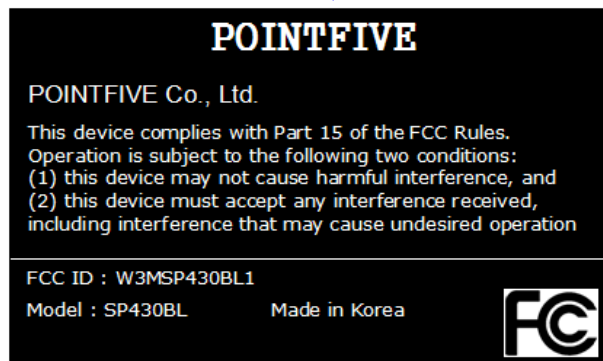 POINTFIVE
POINTFIVE Co., Ltd.
This device complies with Part 15 of the FCC Rules.
Operation is subject to the following two conditions:
(1) this device may not cause harmful interference, and
(2) this device must accept any interference received,
including interference that may cause undesired operation
FCC ID : W3MSP430BL1
Model : SP430BL Made in Korea
FC